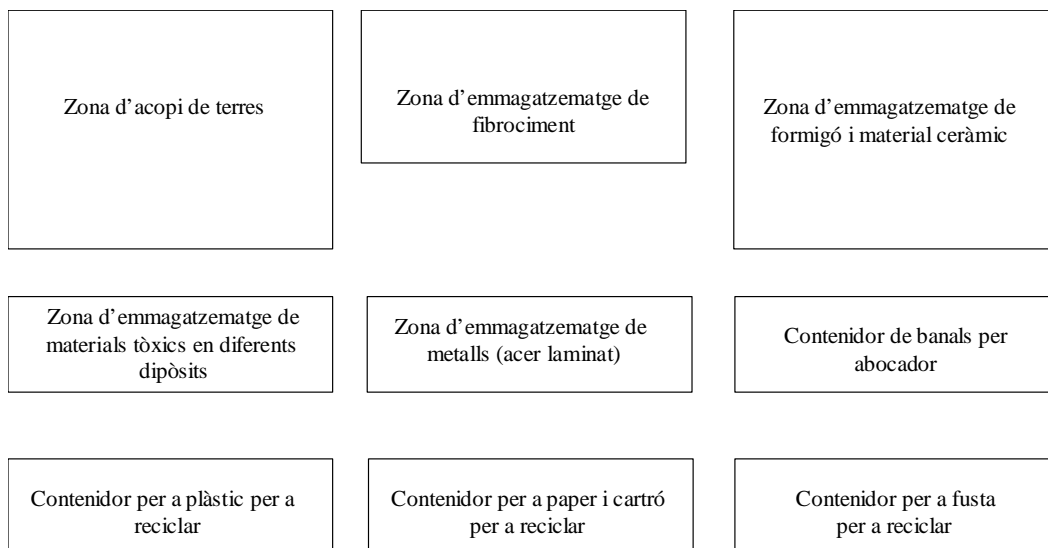 Zona d’acopi de terres
Zona d’emmagatzematge de
fibrociment
Zona d’emmagatzematge de
formigó i material ceràmic
Zona d’emmagatzematge de
materials tòxics en diferents
dipòsits
Zona d’emmagatzematge de
metalls (acer laminat)
Contenidor de banals per
abocador
Contenidor per a plàstic per a
reciclar
Contenidor per a paper i cartró
per a reciclar
Contenidor per a fusta
per a reciclar